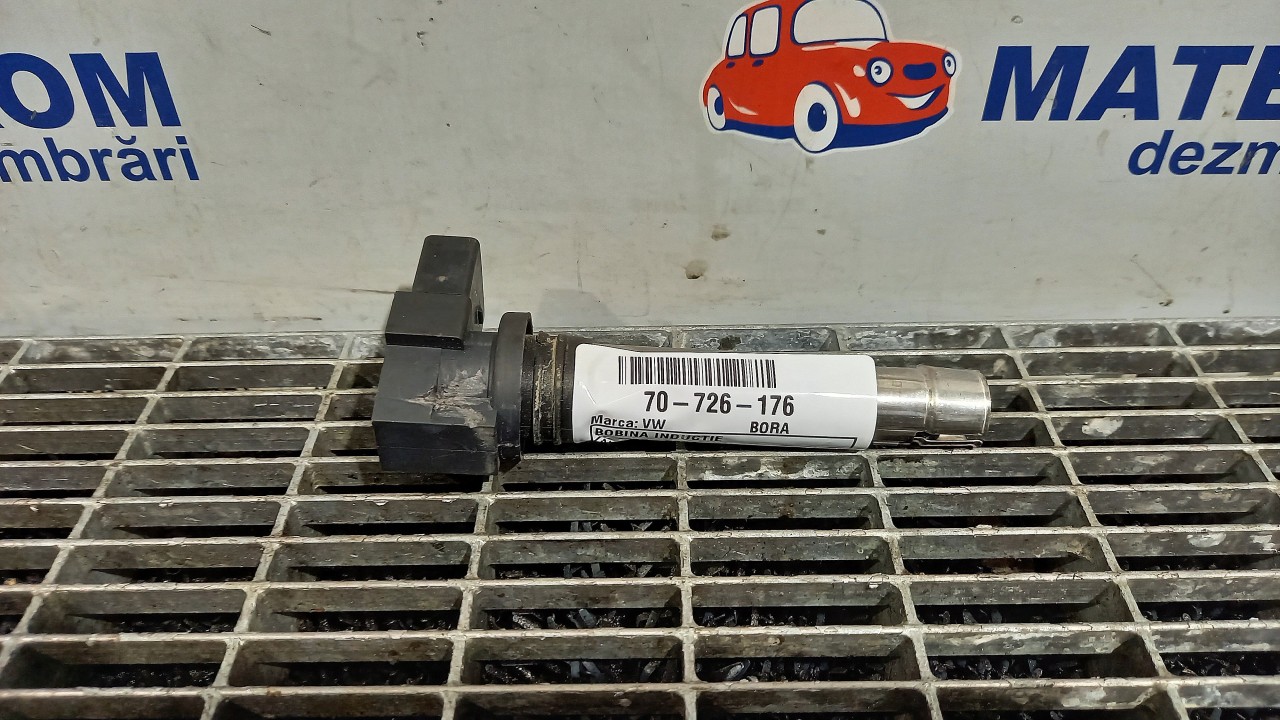 OM
mbrări
MATE
dezm
70-726-176
Marca: VW BORA
BOBINA INDUCTIE